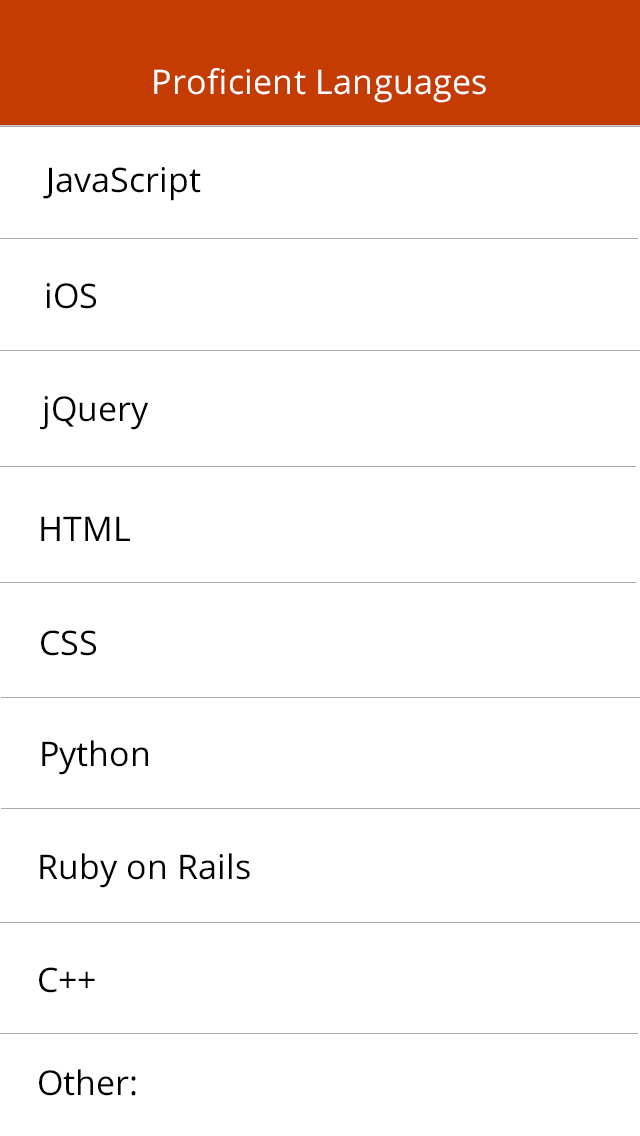 Proficient Languages
JavaScript
iOS
jQuery
HTML
CSS
Python
Ruby on Rails
C++
Other: